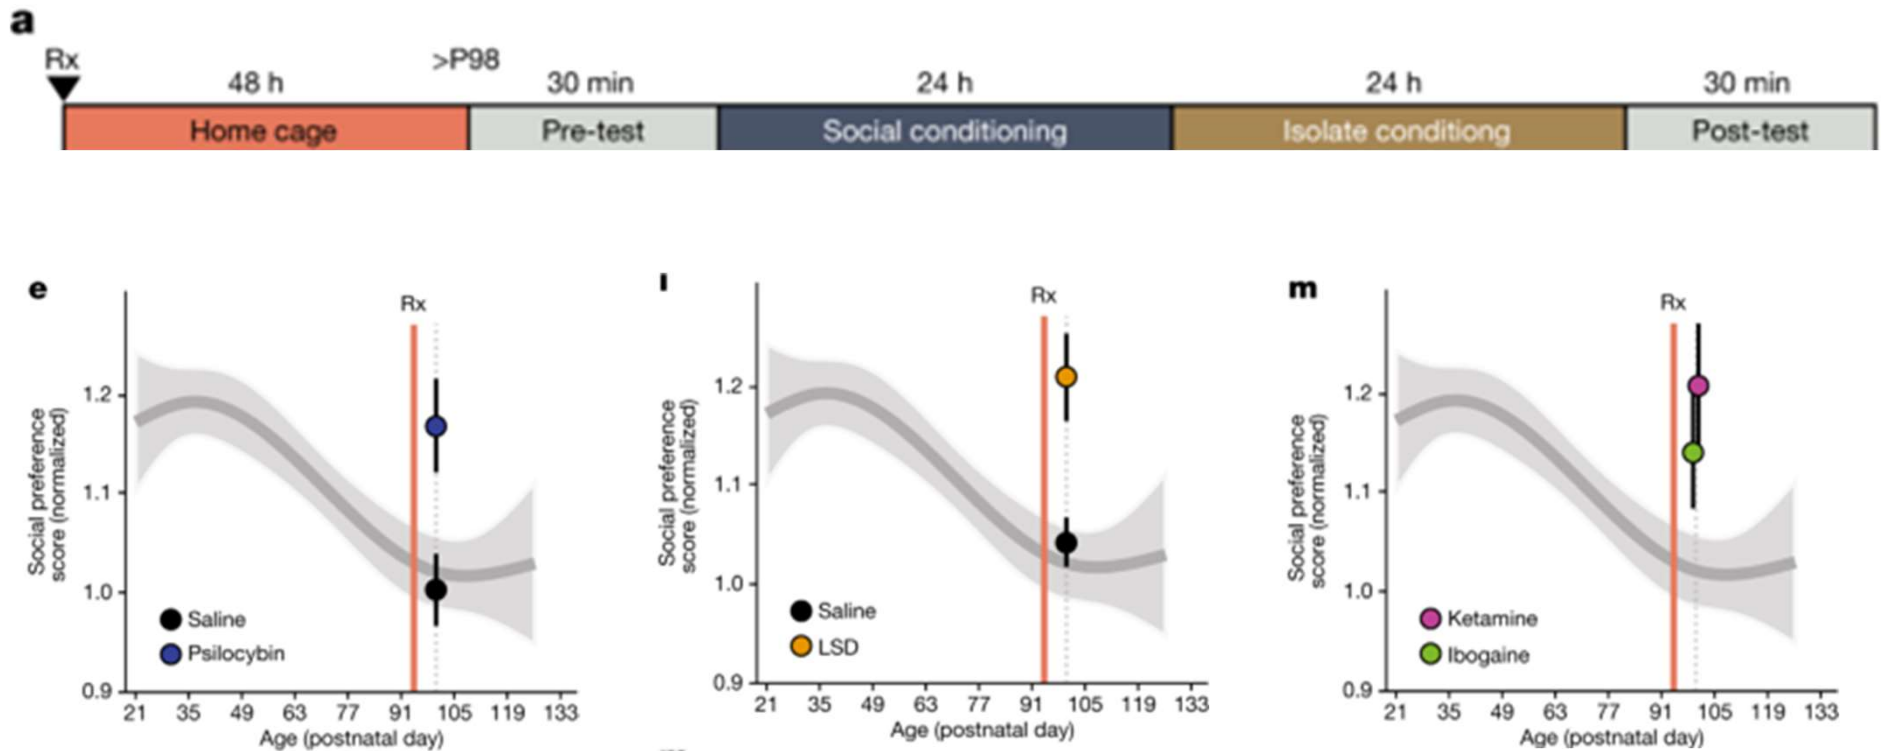 a
Rx
48 h
>P98
30 min
24 h
24 h
30 min
Home cage
Pre-test
Social conditioning
Isolate conditiong
Post-test
e
Rx
1.2
1.1
1.0
0.9
Social preference
score (normalized)
Saline
Psilocybin
21 35 49 63 77 91 105 119 133
Age (postnatal day)
l
Rx
1.2
1.1
1.0
0.9
Social preference
score (normalized)
Saline
LSD
21 35 49 63 77 91 105 119 133
Age (postnatal day)
m
Rx
1.2
1.1
1.0
0.9
Social preference
score (normalized)
Ketamine
Ibogaine
21 35 49 63 77 91 105 119 133
Age (postnatal day)